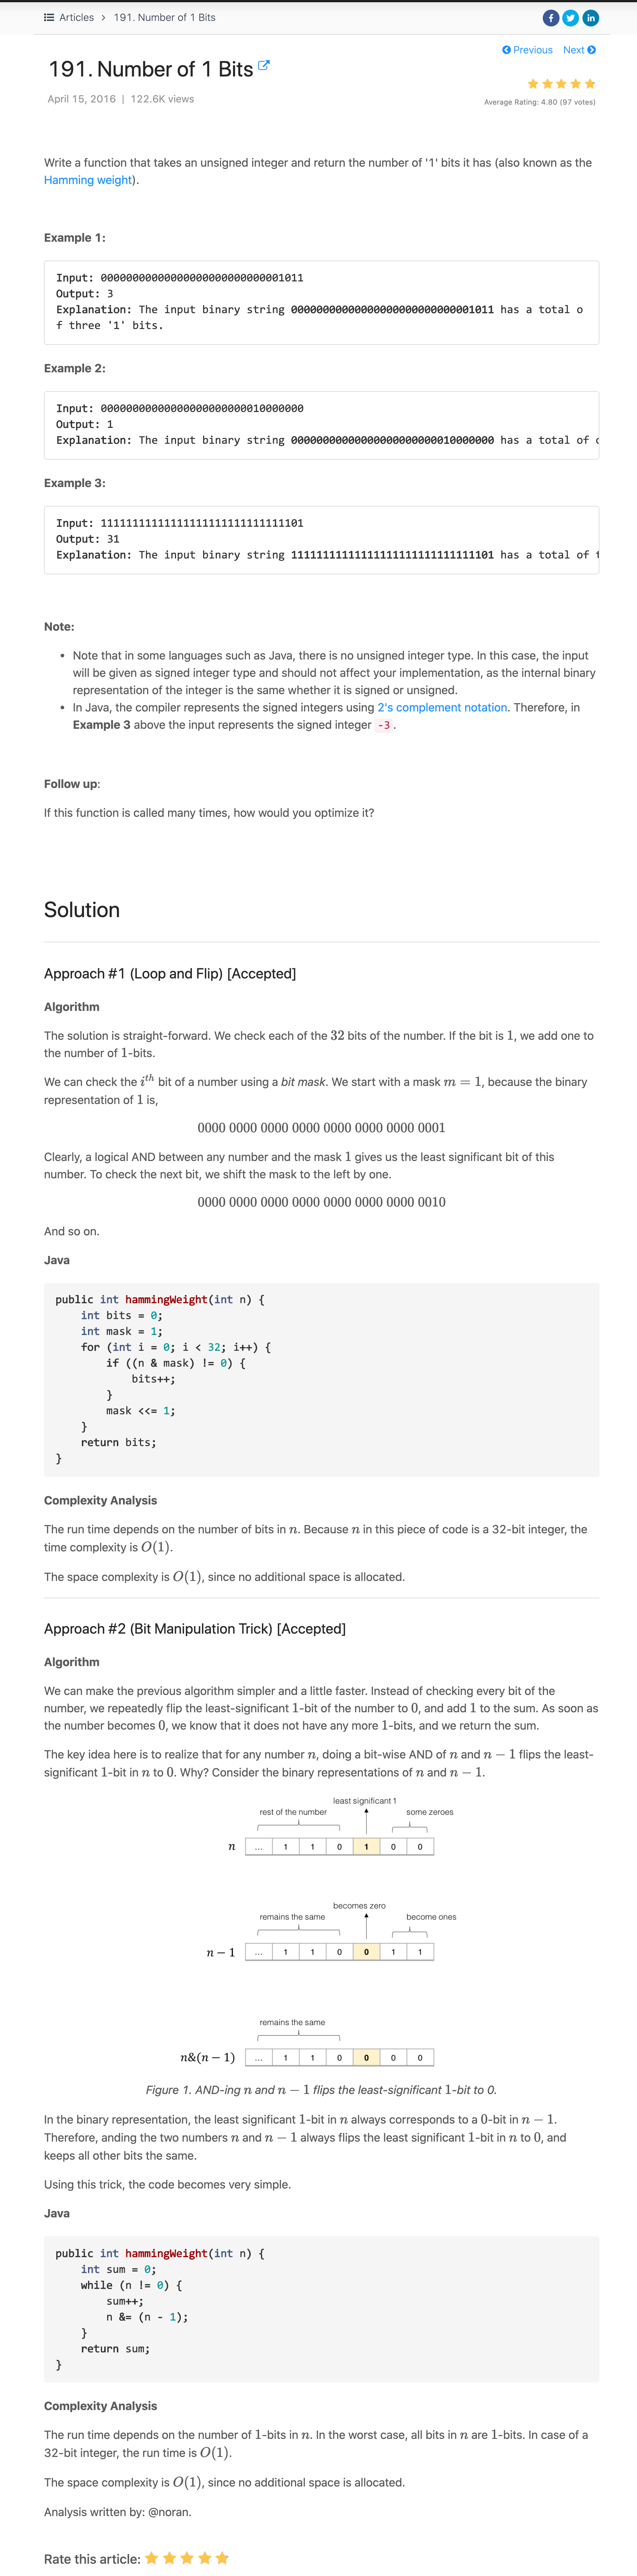 Articles > 191. Number of 1 Bits
Previous Next
191. Number of 1 Bits
April 15, 2016 | 122.6K views
Average Rating: 4.80 (97 votes)
Write a function that takes an unsigned integer and return the number of '1' bits it has (also known as the
Hamming weight).
Example 1:
Input: 00000000000000000000000000001011
Output: 3
Explanation: The input binary string 00000000000000000000000000001011 has a total o
f three '1' bits.
Example 2:
Input: 00000000000000000000000010000000
Output: 1
Explanation: The input binary string 00000000000000000000000010000000 has a total of
Example 3:
Input: 11111111111111111111111111111101
Output: 31
Explanation: The input binary string 11111111111111111111111111111101 has a total of
Note:
• Note that in some languages such as Java, there is no unsigned integer type. In this case, the input
will be given as signed integer type and should not affect your implementation, as the internal binary
representation of the integer is the same whether it is signed or unsigned.
• In Java, the compiler represents the signed integers using 2's complement notation. Therefore, in
Example 3 above the input represents the signed integer -3.
Follow up:
If this function is called many times, how would you optimize it?
Solution
Approach #1 (Loop and Flip) [Accepted]
Algorithm
The solution is straight-forward. We check each of the 32 bits of the number. If the bit is 1, we add one to
the number of 1-bits.
We can check the i^th bit of a number using a bit mask. We start with a mask m = 1, because the binary
representation of 1 is,
0000 0000 0000 0000 0000 0000 0000 0001
Clearly, a logical AND between any number and the mask 1 gives us the least significant bit of this
number. To check the next bit, we shift the mask to the left by one.
0000 0000 0000 0000 0000 0000 0000 0010
And so on.
Java
public int hammingWeight(int n) {
    int bits = 0;
    int mask = 1;
    for (int i = 0; i < 32; i++) {
        if ((n & mask) != 0) {
            bits++;
        }
        mask <<= 1;
    }
    return bits;
}
Complexity Analysis
The run time depends on the number of bits in n. Because n in this piece of code is a 32-bit integer, the
time complexity is O(1).
The space complexity is O(1), since no additional space is allocated.
Approach #2 (Bit Manipulation Trick) [Accepted]
Algorithm
We can make the previous algorithm simpler and a little faster. Instead of checking every bit of the
number, we repeatedly flip the least-significant 1-bit of the number to 0, and add 1 to the sum. As soon as
the number becomes 0, we know that it does not have any more 1-bits, and we return the sum.
The key idea here is to realize that for any number n, doing a bit-wise AND of n and n − 1 flips the least-
significant 1-bit in n to 0. Why? Consider the binary representations of n and n − 1.
least significant 1
rest of the number some zeroes
n ... 1 1 0 1 0 0
becomes zero
remains the same become ones
n − 1 ... 1 1 0 0 1 1
remains the same
n&(n − 1) ... 1 1 0 0 0 0
Figure 1. AND-ing n and n − 1 flips the least-significant 1-bit to 0.
In the binary representation, the least significant 1-bit in n always corresponds to a 0-bit in n − 1.
Therefore, anding the two numbers n and n − 1 always flips the least significant 1-bit in n to 0, and
keeps all other bits the same.
Using this trick, the code becomes very simple.
Java
public int hammingWeight(int n) {
    int sum = 0;
    while (n != 0) {
        sum++;
        n &= (n - 1);
    }
    return sum;
}
Complexity Analysis
The run time depends on the number of 1-bits in n. In the worst case, all bits in n are 1-bits. In case of a
32-bit integer, the run time is O(1).
The space complexity is O(1), since no additional space is allocated.
Analysis written by: @noran.
Rate this article: